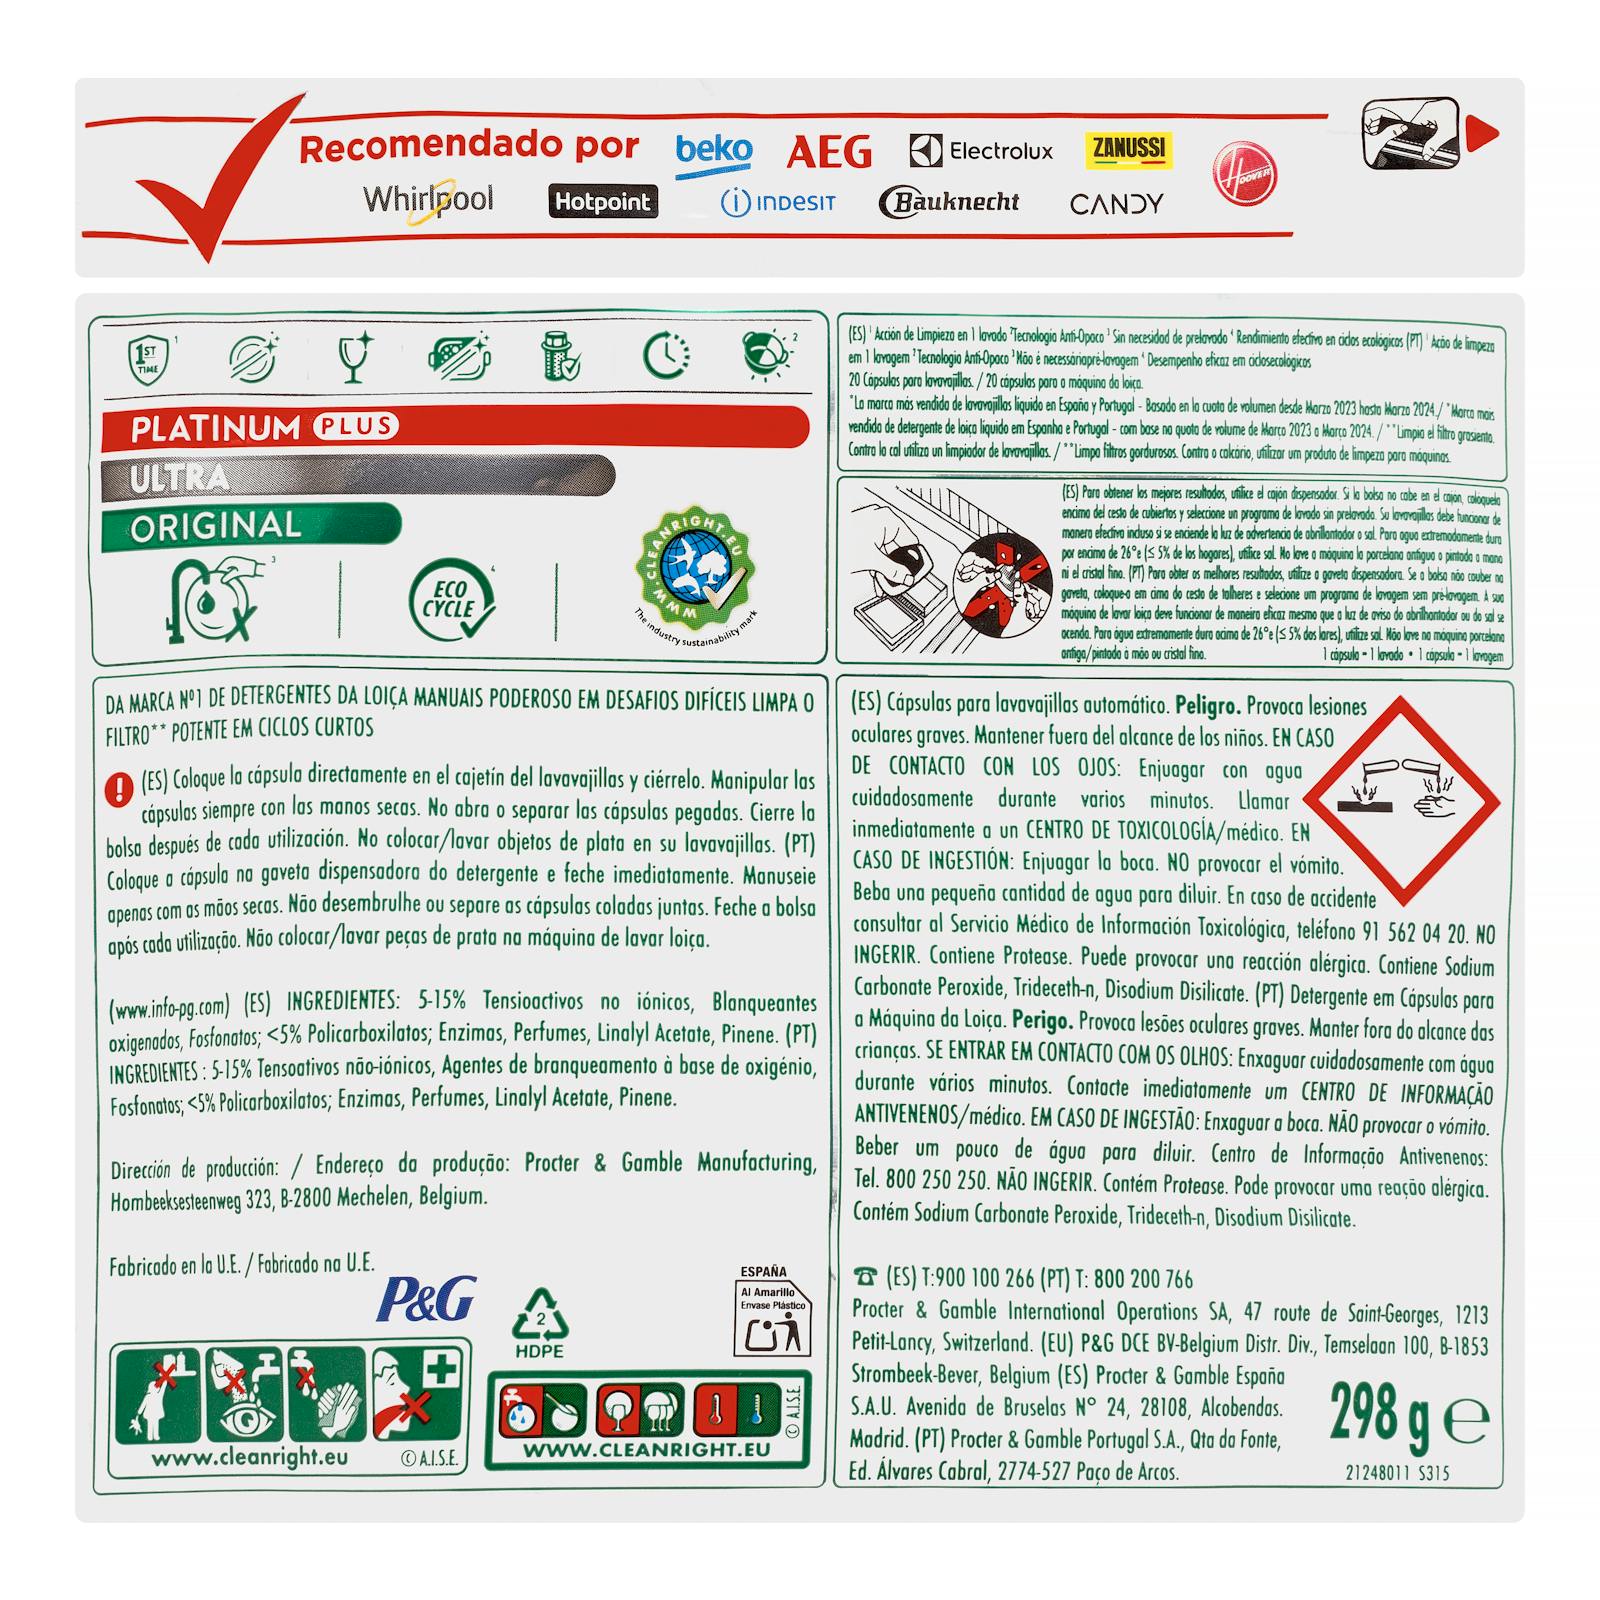 Recomendado por beko AEG Electrolux ZANUSSI
Whirlpool Hotpoint INDESIT Bauknecht CANDY HOOVER
1ST TIME 1 2
PLATINUM PLUS
ULTRA
ORIGINAL
3
ECO CYCLE 4
WWW.CLEANRIGHT.EU
The industry sustainability mark
(ES) ¹ Acción de Limpieza en 1 lavado ²Tecnología Anti-Opaco ³ Sin necesidad de prelavado ⁴ Rendimiento efectivo en ciclos ecológicos (PT) ¹ Ação de limpeza
em 1 lavagem ²Tecnologia Anti-Opaco ³Não é necessáriapré-lavagem ⁴ Desempenho eficaz em ciclosecológicos
20 Cápsulas para lavavajillas. / 20 cápsulas para a máquina da loiça.
*La marca más vendida de lavavajillas líquido en España y Portugal - Basado en la cuota de volumen desde Marzo 2023 hasta Marzo 2024./ *Marca mais
vendida de detergente de loiça líquido em Espanha e Portugal - com base na quota de volume de Março 2023 a Março 2024. / **Limpia el filtro grasiento.
Contra la cal utiliza un limpiador de lavavajillas. / **Limpa filtros gordurosos. Contra o calcário, utilizar um produto de limpeza para máquinas.
(ES) Para obtener los mejores resultados, utilice el cajón dispensador. Si la bolsa no cabe en el cajón, colóquela
encima del cesto de cubiertos y seleccione un programa de lavado sin prelavado. Su lavavajillas debe funcionar de
manera efectiva incluso si se enciende la luz de advertencia de abrillantador o sal. Para agua extremadamente dura
por encima de 26°e (≤ 5% de los hogares), utilice sal. No lave a máquina la porcelana antigua o pintada a mano
ni el cristal fino. (PT) Para obter os melhores resultados, utilize a gaveta dispensadora. Se a bolsa não couber na
gaveta, coloque-a em cima do cesto de talheres e selecione um programa de lavagem sem pré-lavagem. A sua
máquina de lavar loiça deve funcionar de maneira eficaz mesmo que a luz de aviso do abrilhantador ou do sal se
acenda. Para água extremamente dura acima de 26°e (≤ 5% dos lares), utilize sal. Não lave na máquina porcelana
antiga/pintada à mão ou cristal fino. 1 cápsula = 1 lavado • 1 cápsula = 1 lavagem
DA MARCA Nº1 DE DETERGENTES DA LOIÇA MANUAIS PODEROSO EM DESAFIOS DIFÍCEIS LIMPA O
FILTRO** POTENTE EM CICLOS CURTOS
! (ES) Coloque la cápsula directamente en el cajetín del lavavajillas y ciérrelo. Manipular las
cápsulas siempre con las manos secas. No abra o separar las cápsulas pegadas. Cierre la
bolsa después de cada utilización. No colocar/lavar objetos de plata en su lavavajillas. (PT)
Coloque a cápsula na gaveta dispensadora do detergente e feche imediatamente. Manuseie
apenas com as mãos secas. Não desembrulhe ou separe as cápsulas coladas juntas. Feche a bolsa
após cada utilização. Não colocar/lavar peças de prata na máquina de lavar loiça.
(www.info-pg.com) (ES) INGREDIENTES: 5-15% Tensioactivos no iónicos, Blanqueantes
oxigenados, Fosfonatos; <5% Policarboxilatos; Enzimas, Perfumes, Linalyl Acetate, Pinene. (PT)
INGREDIENTES : 5-15% Tensoativos não-iónicos, Agentes de branqueamento à base de oxigénio,
Fosfonatos; <5% Policarboxilatos; Enzimas, Perfumes, Linalyl Acetate, Pinene.
Dirección de producción: / Endereço da produção: Procter & Gamble Manufacturing,
Hombeeksesteenweg 323, B-2800 Mechelen, Belgium.
Fabricado en la U.E. / Fabricado na U.E.
P&G
2
HDPE
ESPAÑA
Al Amarillo
Envase Plástico
www.cleanright.eu © A.I.S.E.
WWW.CLEANRIGHT.EU © A.I.S.E.
(ES) Cápsulas para lavavajillas automático. Peligro. Provoca lesiones
oculares graves. Mantener fuera del alcance de los niños. EN CASO
DE CONTACTO CON LOS OJOS: Enjuagar con agua
cuidadosamente durante varios minutos. Llamar
inmediatamente a un CENTRO DE TOXICOLOGÍA/médico. EN
CASO DE INGESTIÓN: Enjuagar la boca. NO provocar el vómito.
Beba una pequeña cantidad de agua para diluir. En caso de accidente
consultar al Servicio Médico de Información Toxicológica, teléfono 91 562 04 20. NO
INGERIR. Contiene Protease. Puede provocar una reacción alérgica. Contiene Sodium
Carbonate Peroxide, Trideceth-n, Disodium Disilicate. (PT) Detergente em Cápsulas para
a Máquina da Loiça. Perigo. Provoca lesões oculares graves. Manter fora do alcance das
crianças. SE ENTRAR EM CONTACTO COM OS OLHOS: Enxaguar cuidadosamente com água
durante vários minutos. Contacte imediatamente um CENTRO DE INFORMAÇÃO
ANTIVENENOS/médico. EM CASO DE INGESTÃO: Enxaguar a boca. NÃO provocar o vómito.
Beber um pouco de água para diluir. Centro de Informação Antivenenos:
Tel. 800 250 250. NÃO INGERIR. Contém Protease. Pode provocar uma reação alérgica.
Contém Sodium Carbonate Peroxide, Trideceth-n, Disodium Disilicate.
☎ (ES) T:900 100 266 (PT) T: 800 200 766
Procter & Gamble International Operations SA, 47 route de Saint-Georges, 1213
Petit-Lancy, Switzerland. (EU) P&G DCE BV-Belgium Distr. Div., Temselaan 100, B-1853
Strombeek-Bever, Belgium (ES) Procter & Gamble España
S.A.U. Avenida de Bruselas N° 24, 28108, Alcobendas.
Madrid. (PT) Procter & Gamble Portugal S.A., Qta da Fonte,
Ed. Álvares Cabral, 2774-527 Paço de Arcos.
298 g ℮
21248011 S315